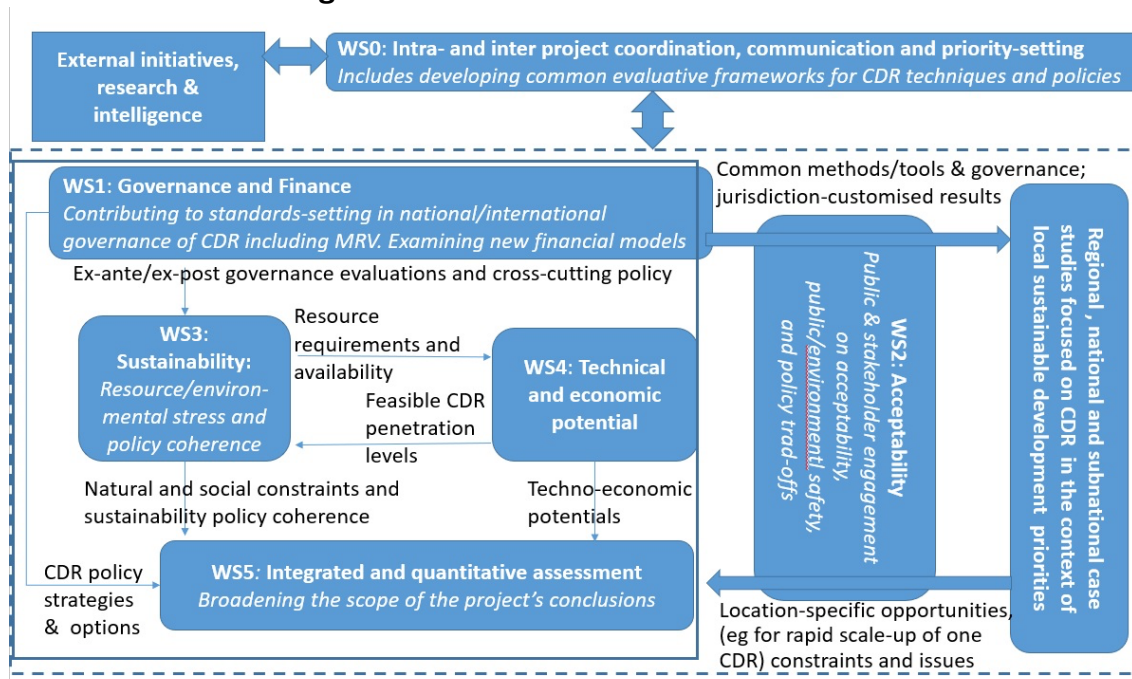 External initiatives,
research &
intelligence
WS0: Intra- and inter project coordination, communication and priority-setting
Includes developing common evaluative frameworks for CDR techniques and policies
WS1: Governance and Finance
Contributing to standards-setting in national/international
governance of CDR including MRV. Examining new financial models
Common methods/tools & governance;
jurisdiction-customised results
Ex-ante/ex-post governance evaluations and cross-cutting policy
WS3:
Sustainability:
Resource/environ-
mental stress and
policy coherence
Resource
requirements and
availability
Feasible CDR
penetration
levels
WS4: Technical
and economic
potential
WS2: Acceptability
Public & stakeholder engagement
on acceptability,
public/environmentl safety,
and policy trad-offs
Regional , national and subnational case
studies focused on CDR in the context of
local sustainable development priorities
Natural and social constraints and
sustainability policy coherence
Techno-economic
potentials
CDR policy
strategies
& options
WS5: Integrated and quantitative assessment
Broadening the scope of the project's conclusions
Location-specific opportunities,
(eg for rapid scale-up of one
CDR) constraints and issues